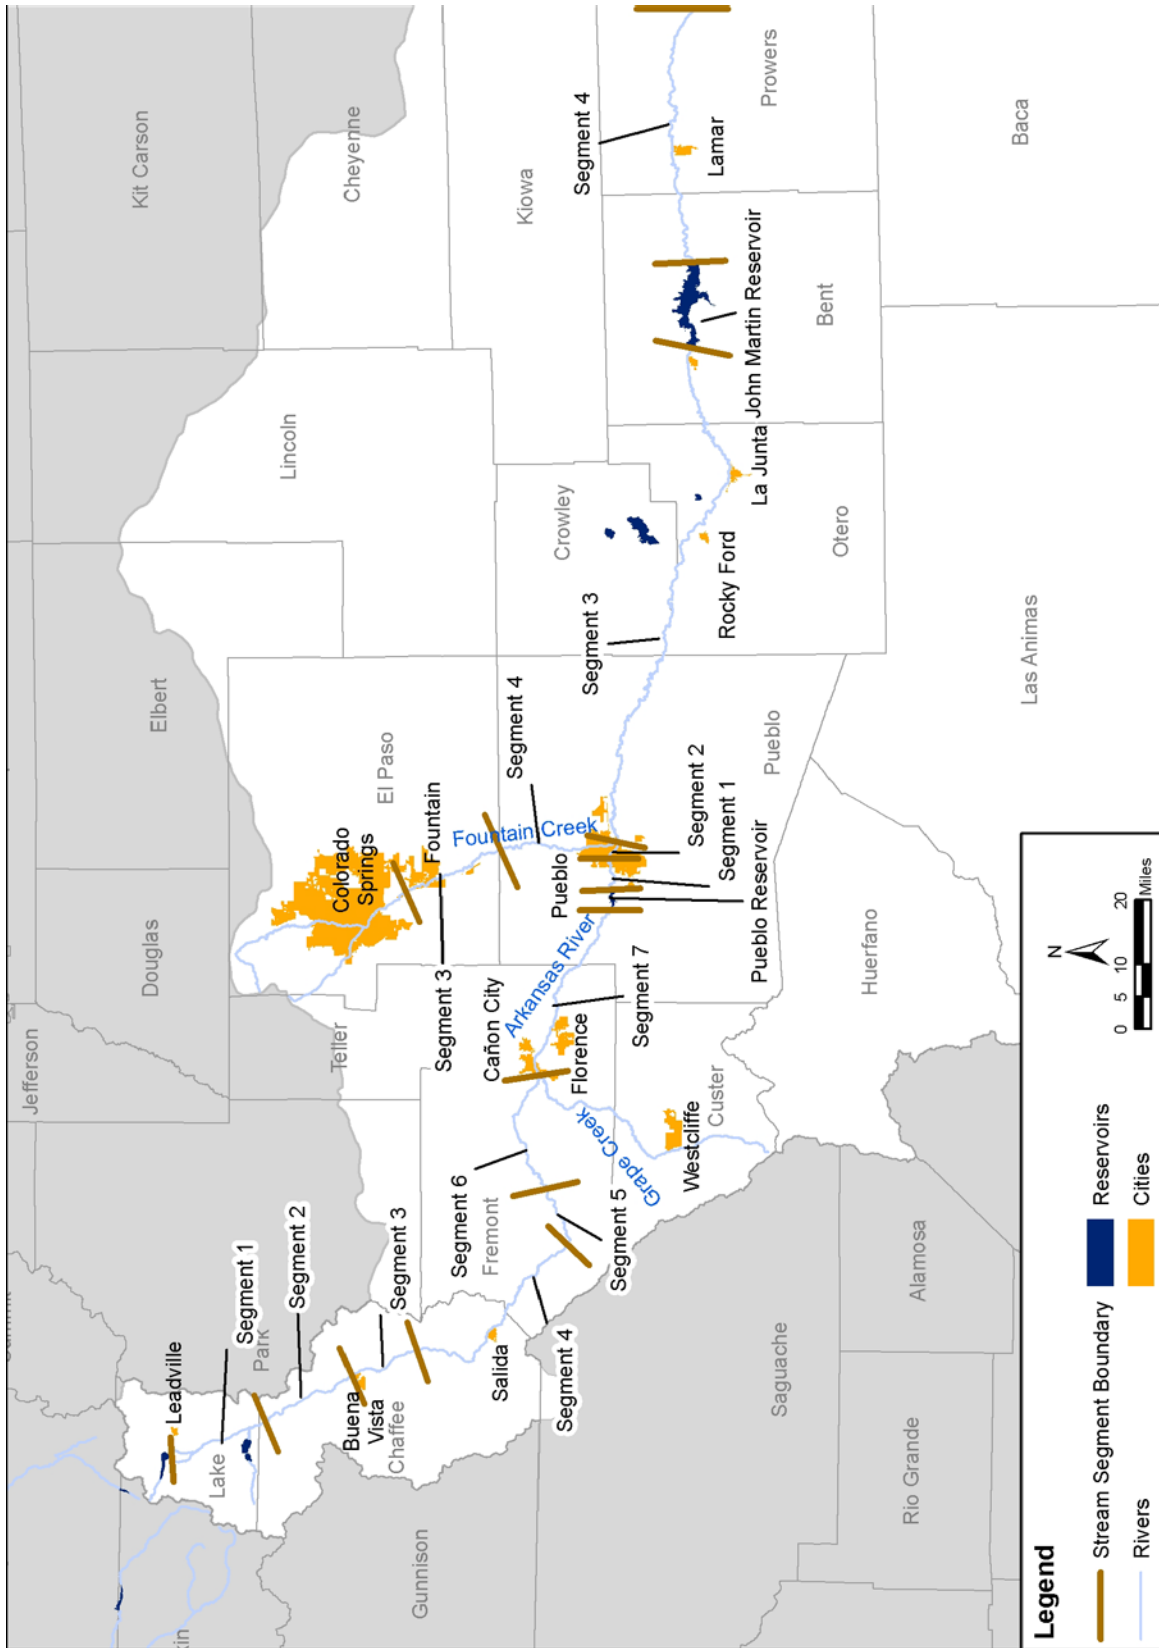 Kit Carson
Cheyenne
Kiowa
Segment 4
Prowers
Lamar
Baca
Lincoln
Crowley
John Martin Reservoir
Bent
La Junta
Rocky Ford
Otero
Segment 3
Las Animas
Elbert
El Paso
Segment 4
Fountain Creek
Fountain
Colorado
Springs
Segment 3
Pueblo
Segment 2
Segment 1
Pueblo Reservoir
Pueblo
Douglas
Jefferson
Teller
Arkansas River
Cañon City
Florence
Segment 7
Huerfano
Grape Creek
Westcliffe
Custer
Segment 6
Fremont
Segment 5
Segment 1
Segment 2
Segment 3
Park
Leadville
Lake
Buena
Vista
Chaffee
Salida
Segment 4
Saguache
Alamosa
Rio Grande
Gunnison
N
0 5 10 20
Miles
Legend
Stream Segment Boundary
Rivers
Reservoirs
Cities